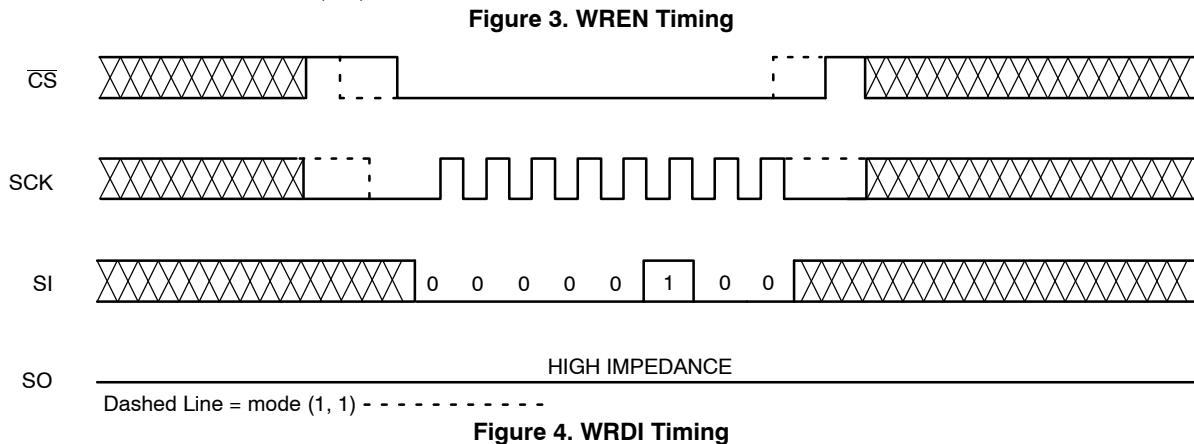 Figure 3. WREN Timing
CS
SCK
SI
0 0 0 0 0 1 0 0
SO
HIGH IMPEDANCE
Dashed Line = mode (1, 1) - - - - - - - - - - -
Figure 4. WRDI Timing